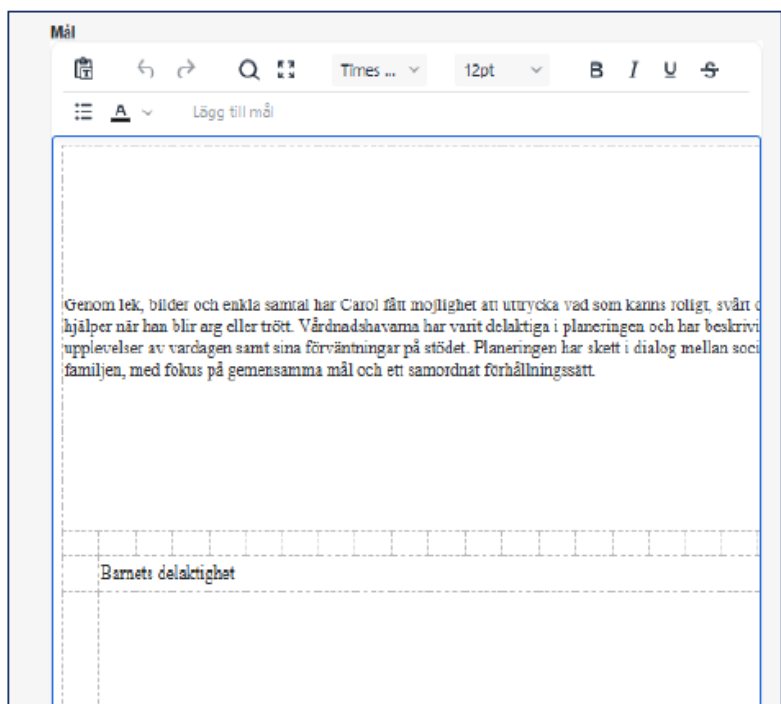 Mål
Times ...
12pt
B I U S
A
Lägg till mål
Genom lek, bilder och enkla samtal har Carol fått möjlighet att uttrycka vad som känns roligt, svårt
hjälper när han blir arg eller trött. Vårdnadshavarna har varit delaktiga i planeringen och har beskrivi
upplevelser av vardagen samt sina förväntningar på stödet. Planeringen har skett i dialog mellan soci
familjen, med fokus på gemensamma mål och ett samordnat förhållningssätt.
Barnets delaktighet